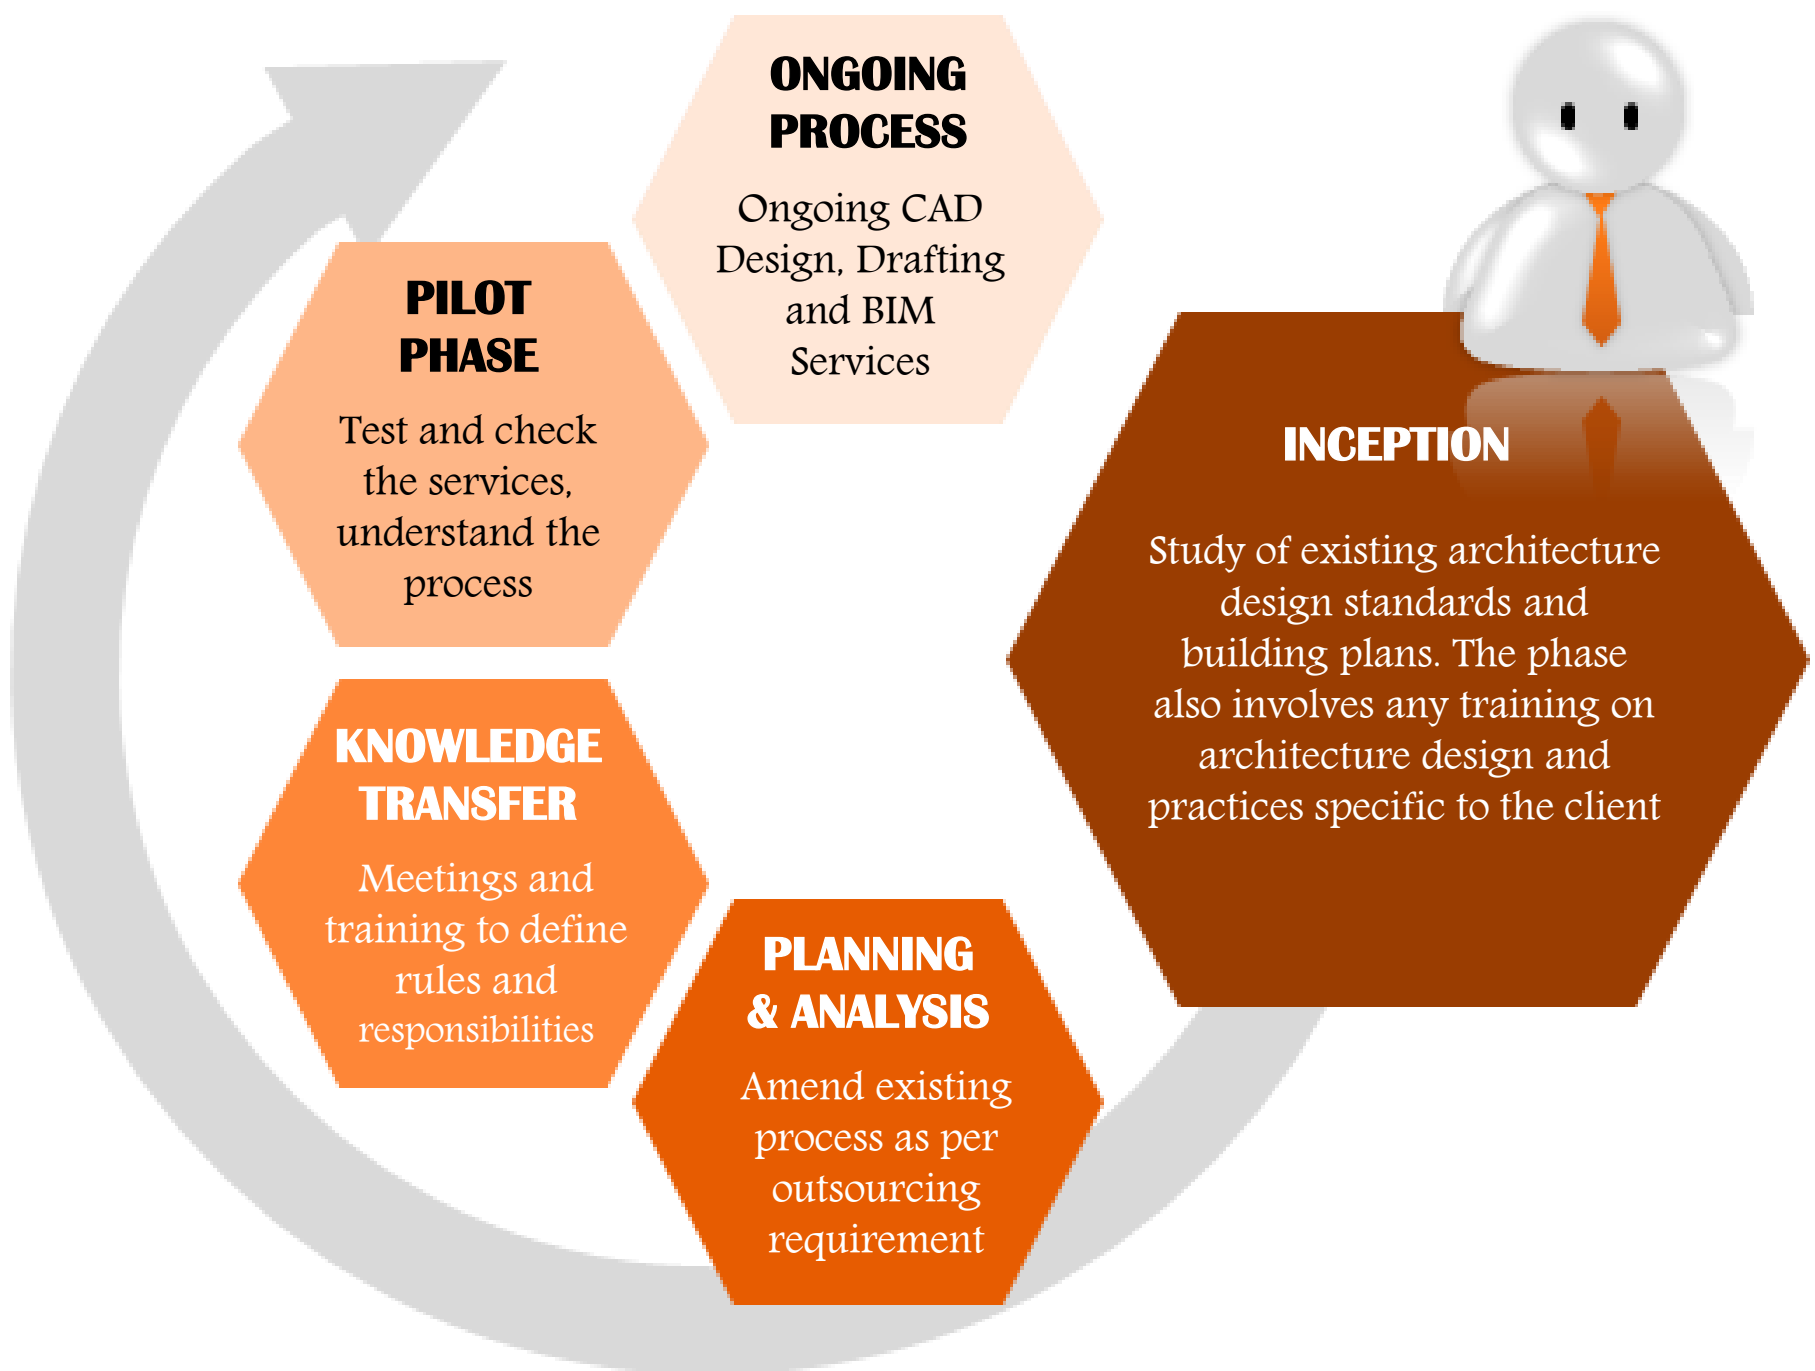 ONGOING
PROCESS
Ongoing CAD
Design, Drafting
and BIM
Services
PILOT
PHASE
Test and check
the services,
understand the
process
INCEPTION
Study of existing architecture
design standards and
building plans. The phase
also involves any training on
architecture design and
practices specific to the client
KNOWLEDGE
TRANSFER
Meetings and
training to define
rules and
responsibilities
PLANNING
& ANALYSIS
Amend existing
process as per
outsourcing
requirement